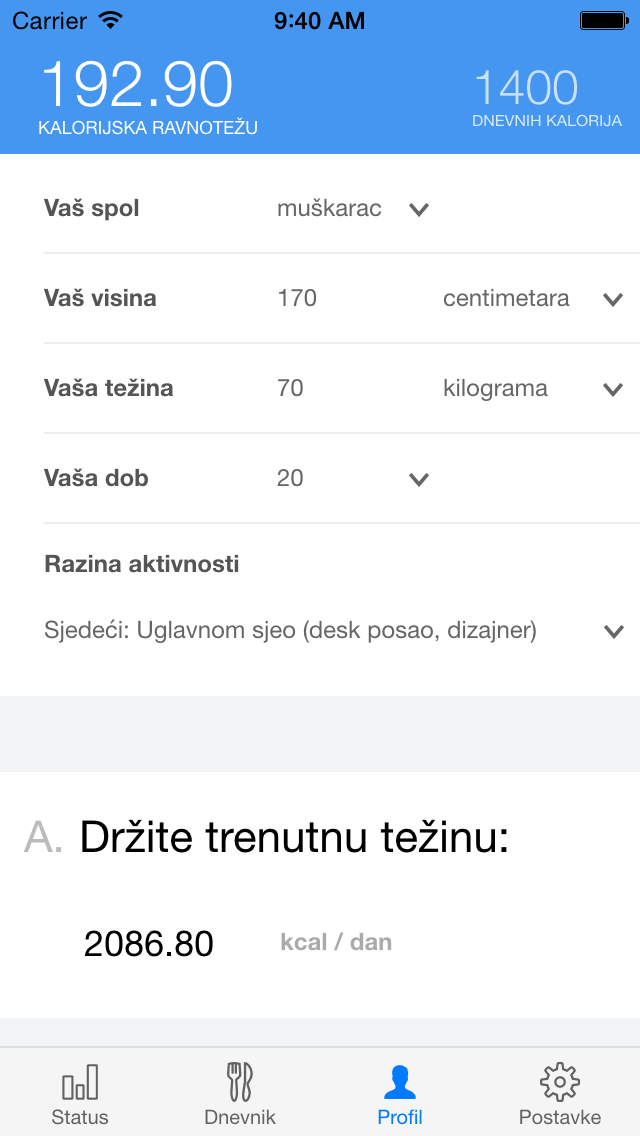 Carrier 9:40 AM
192.90 1400
KALORIJSKA RAVNOTEŽU DNEVNIH KALORIJA
Vaš spol muškarac
Vaš visina 170 centimetara
Vaša težina 70 kilograma
Vaša dob 20
Razina aktivnosti
Sjedeći: Uglavnom sjeo (desk posao, dizajner)
A. Držite trenutnu težinu:
2086.80 kcal / dan
Status Dnevnik Profil Postavke